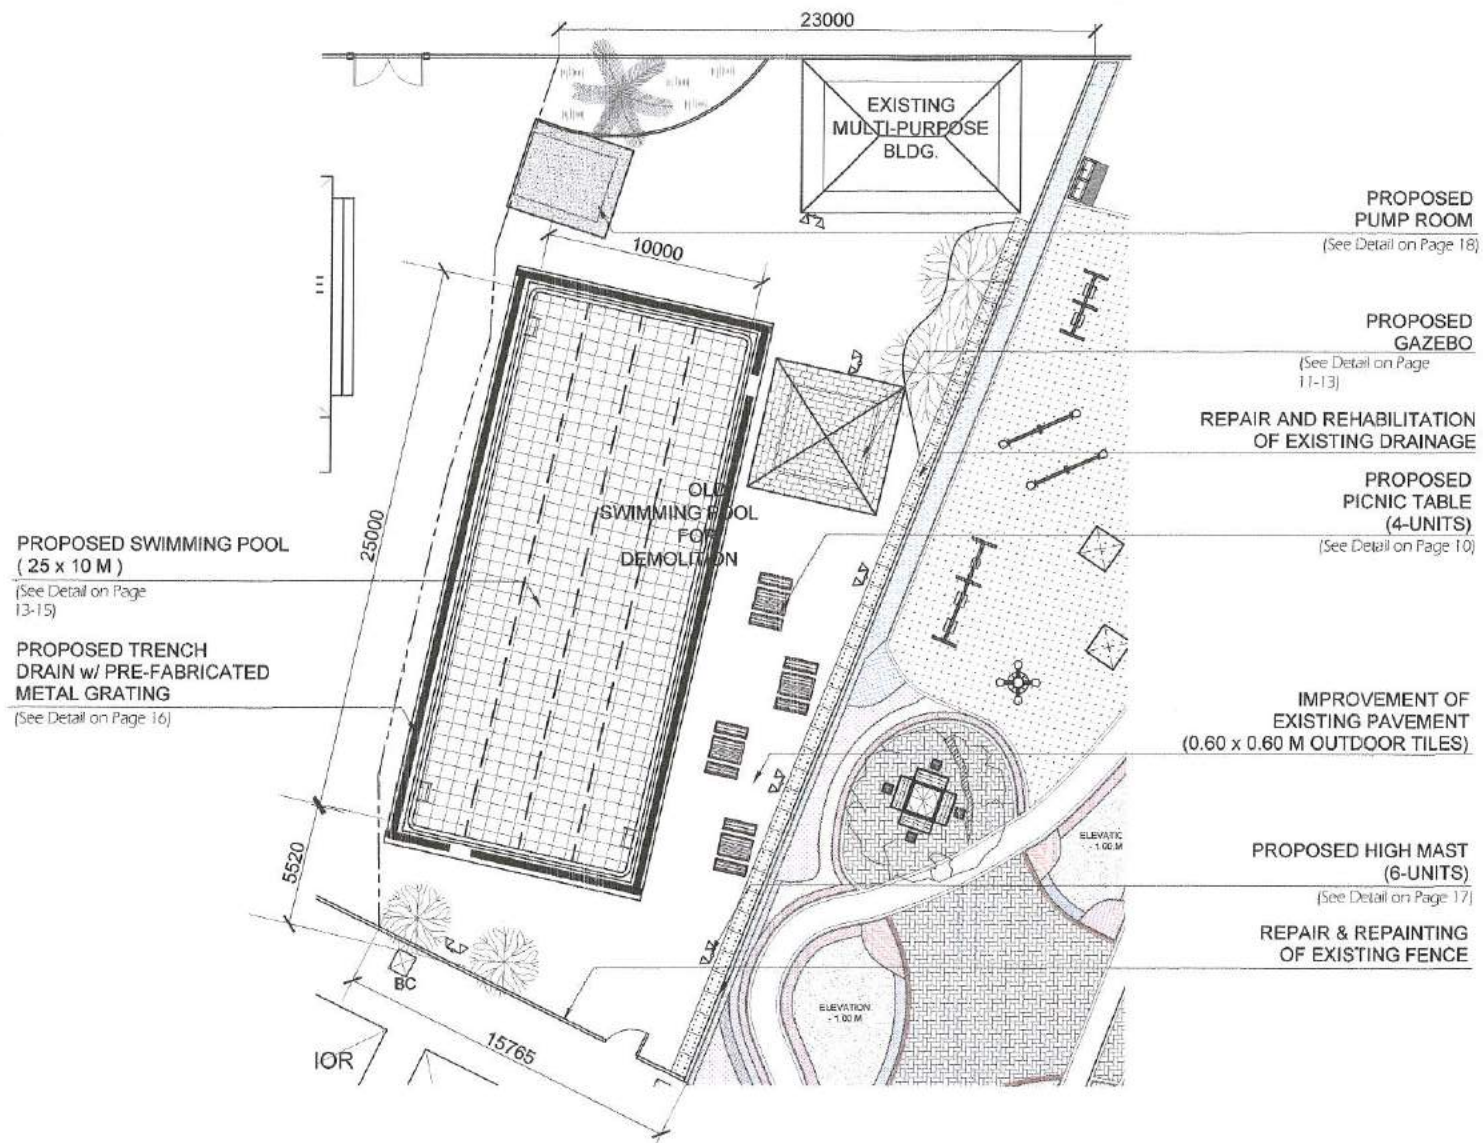 23000
EXISTING
MULTI-PURPOSE
BLDG.
PROPOSED
PUMP ROOM
(See Detail on Page 18)
10000
PROPOSED
GAZEBO
(See Detail on Page
11-13)
REPAIR AND REHABILITATION
OF EXISTING DRAINAGE
PROPOSED
PICNIC TABLE
(4-UNITS)
(See Detail on Page 10)
OLD
SWIMMING POOL
FOR
DEMOLITION
25000
PROPOSED SWIMMING POOL
( 25 x 10 M )
(See Detail on Page
13-15)
PROPOSED TRENCH
DRAIN w/ PRE-FABRICATED
METAL GRATING
(See Detail on Page 16)
IMPROVEMENT OF
EXISTING PAVEMENT
(0.60 x 0.60 M OUTDOOR TILES)
ELEVATIC
- 1.00 M
PROPOSED HIGH MAST
(6-UNITS)
(See Detail on Page 17)
5520
REPAIR & REPAINTING
OF EXISTING FENCE
BC
ELEVATION
- 1.00 M
15765
IOR